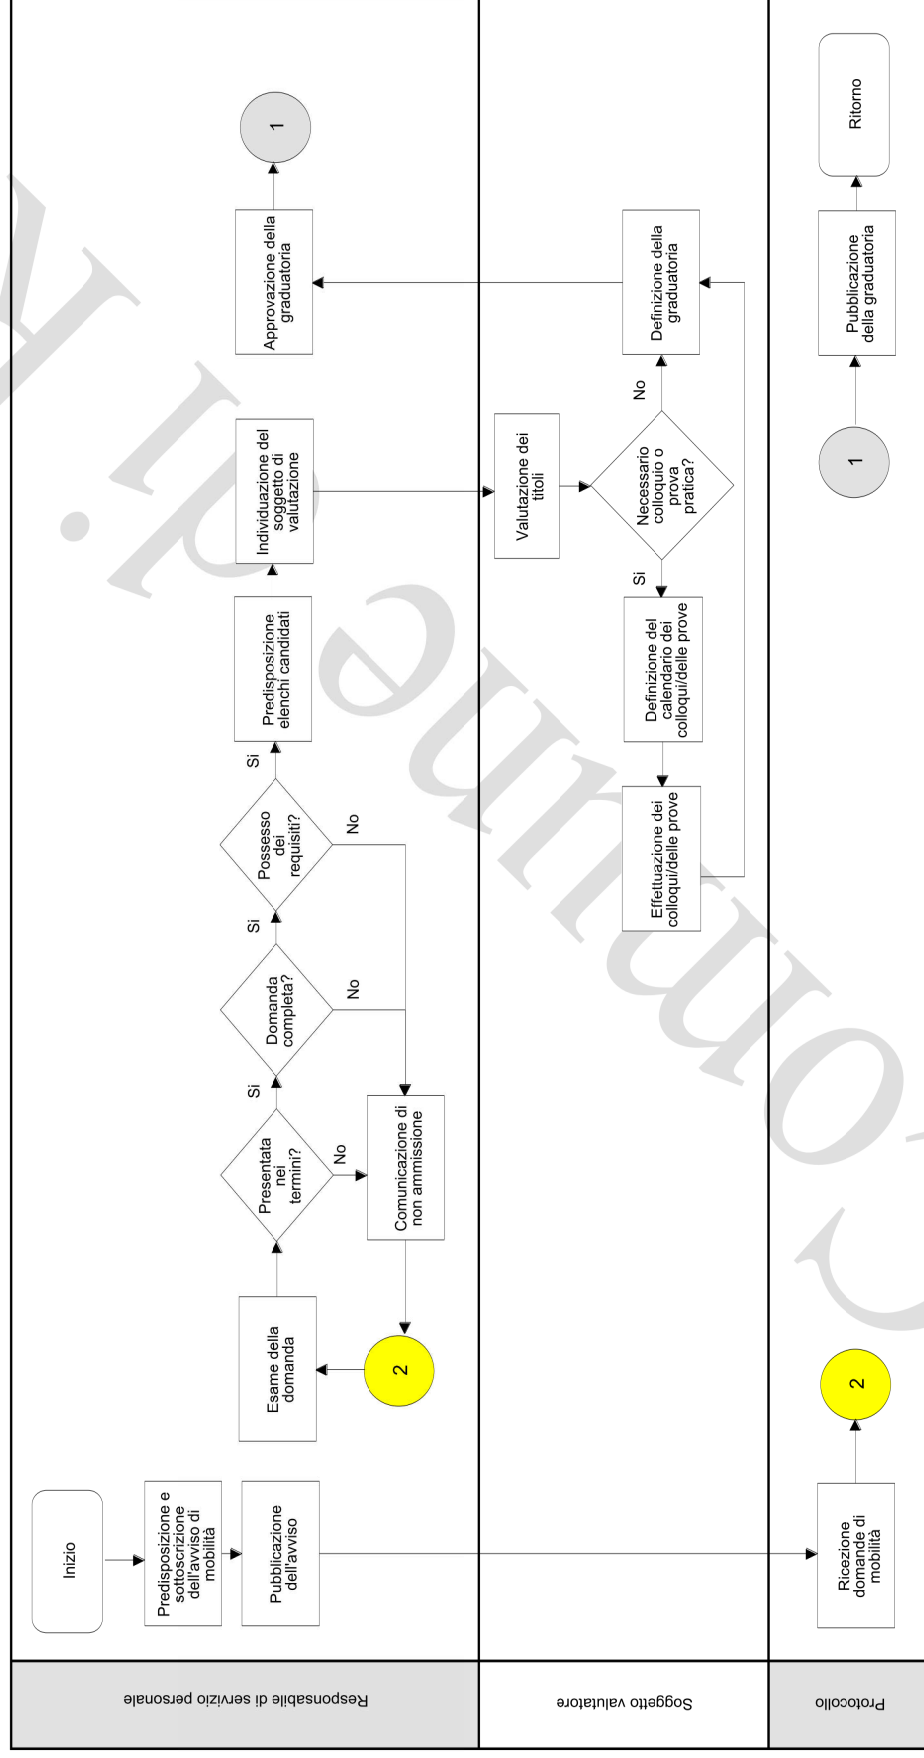 Responsabile di servizio personale
Inizio
Predisposizione e
sottoscrizione
dell'avviso di
mobilità
Pubblicazione
dell'avviso
Esame della
domanda
2
Presentata
nei
termini?
No
Si
Comunicazione di
non ammissione
Domanda
completa?
No
Si
Possesso
dei
requisiti?
No
Si
Predisposizione
elenchi candidati
Individuazione del
soggetto di
valutazione
Approvazione della
graduatoria
1
Soggetto valutatore
Valutazione dei
titoli
Necessario
colloquio o
prova
pratica?
Si
No
Definizione del
calendario dei
colloqui/delle prove
Effettuazione dei
colloqui/delle prove
Definizione della
graduatoria
Protocollo
Ricezione
domande di
mobilità
2
1
Pubblicazione
della graduatoria
Ritorno
Comune di